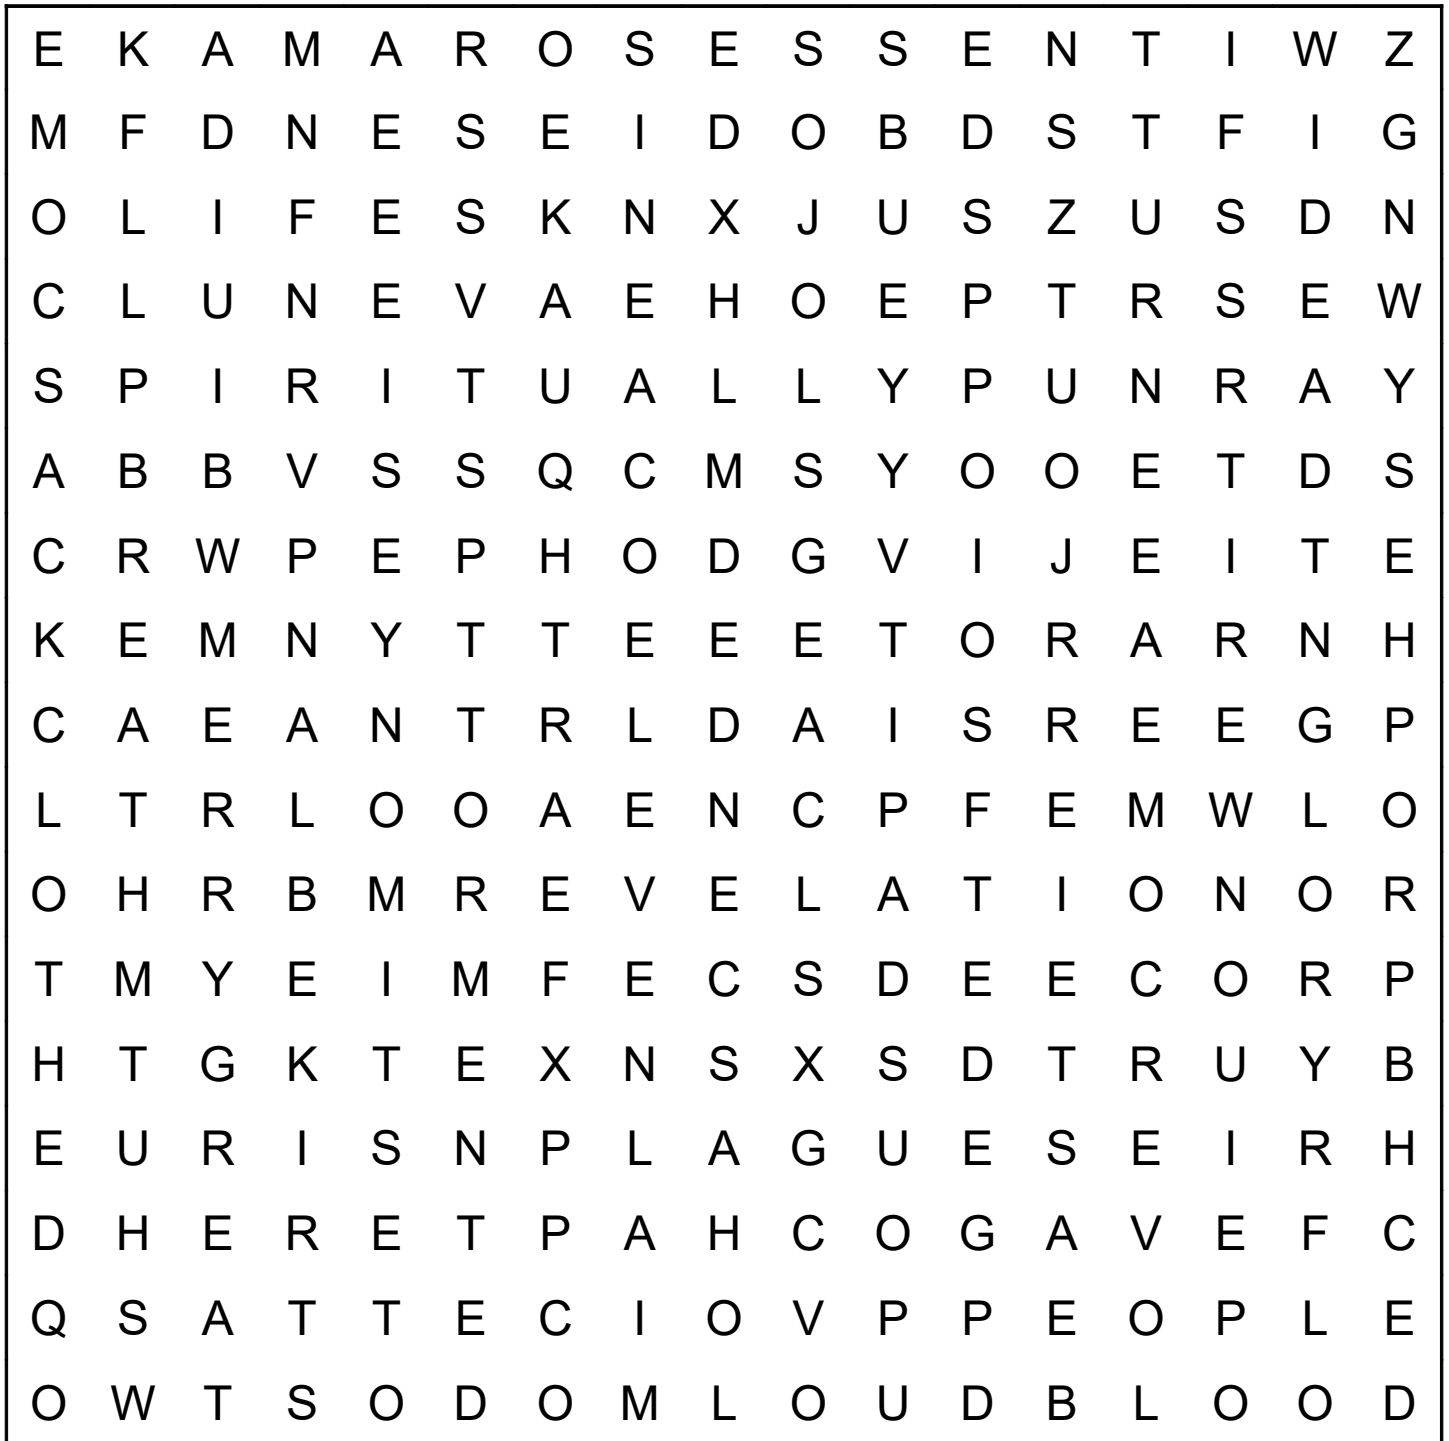 E K A M A R O S E S S E N T I W Z
M F D N E S E I D O B D S T F I G
O L I F E S K N X J U S Z U S D N
C L U N E V A E H O E P T R S E W
S P I R I T U A L L Y P U N R A Y
A B B V S S Q C M S Y O O E T D S
C R W P E P H O D G V I J E I T E
K E M N Y T T E E E T O R A R N H
C A E A N T R L D A I S R E E G P
L T R L O O A E N C P F E M W L O
O H R B M R E V E L A T I O N O R
T M Y E I M F E C S D E E C O R P
H T G K T E X N S X S D T R U Y B
E U R I S N P L A G U E S E I R H
D H E R E T P A H C O G A V E F C
Q S A T T E C I O V P P E O P L E
O W T S O D O M L O U D B L O O D